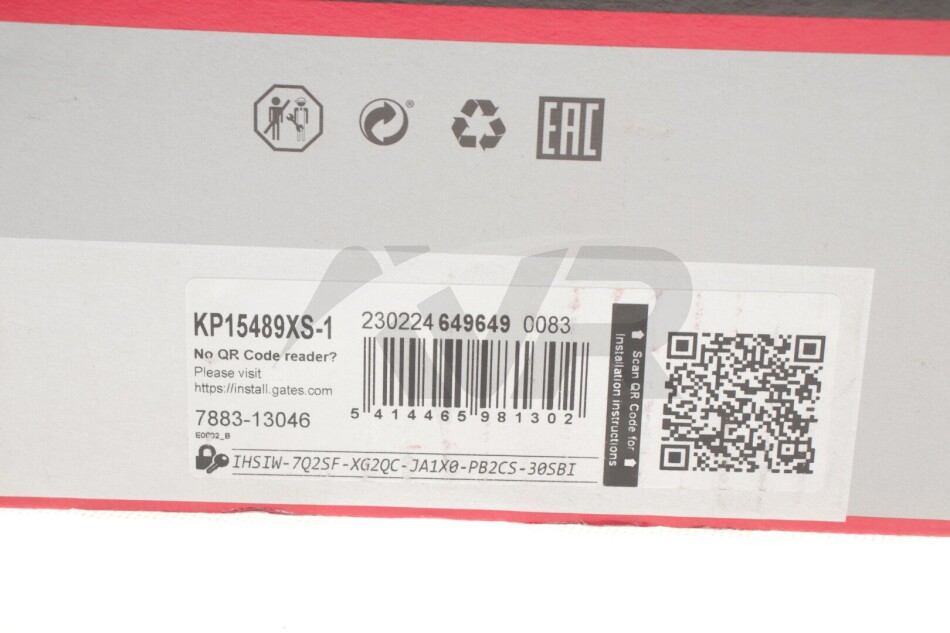 EAC
KP15489XS-1
230224 649649 0083
No QR Code reader?
Please visit
https://install.gates.com
7883-13046
5 414465 981302
IHSIW-7Q2SF-XG2QC-JA1X0-PB2CS-30SBI
Scan QR Code for
installation instructions
VR